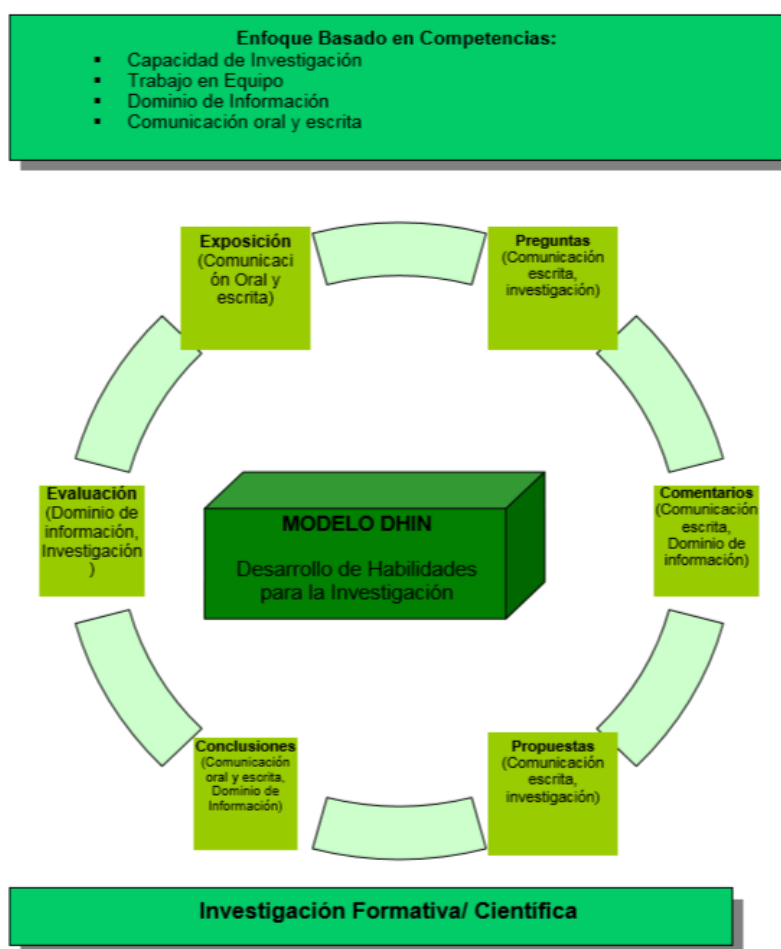 Enfoque Basado en Competencias:
▪ Capacidad de Investigación
▪ Trabajo en Equipo
▪ Dominio de Información
▪ Comunicación oral y escrita
Exposición
(Comunicaci
ón Oral y
escrita)
Preguntas
(Comunicación
escrita,
investigación)
Evaluación
(Dominio de
información,
Investigación
)
MODELO DHIN
Desarrollo de Habilidades
para la Investigación
Comentarios
(Comunicación
escrita,
Dominio de
información)
Conclusiones
(Comunicación
oral y escrita,
Dominio de
Información)
Propuestas
(Comunicación
escrita,
investigación)
Investigación Formativa/ Científica